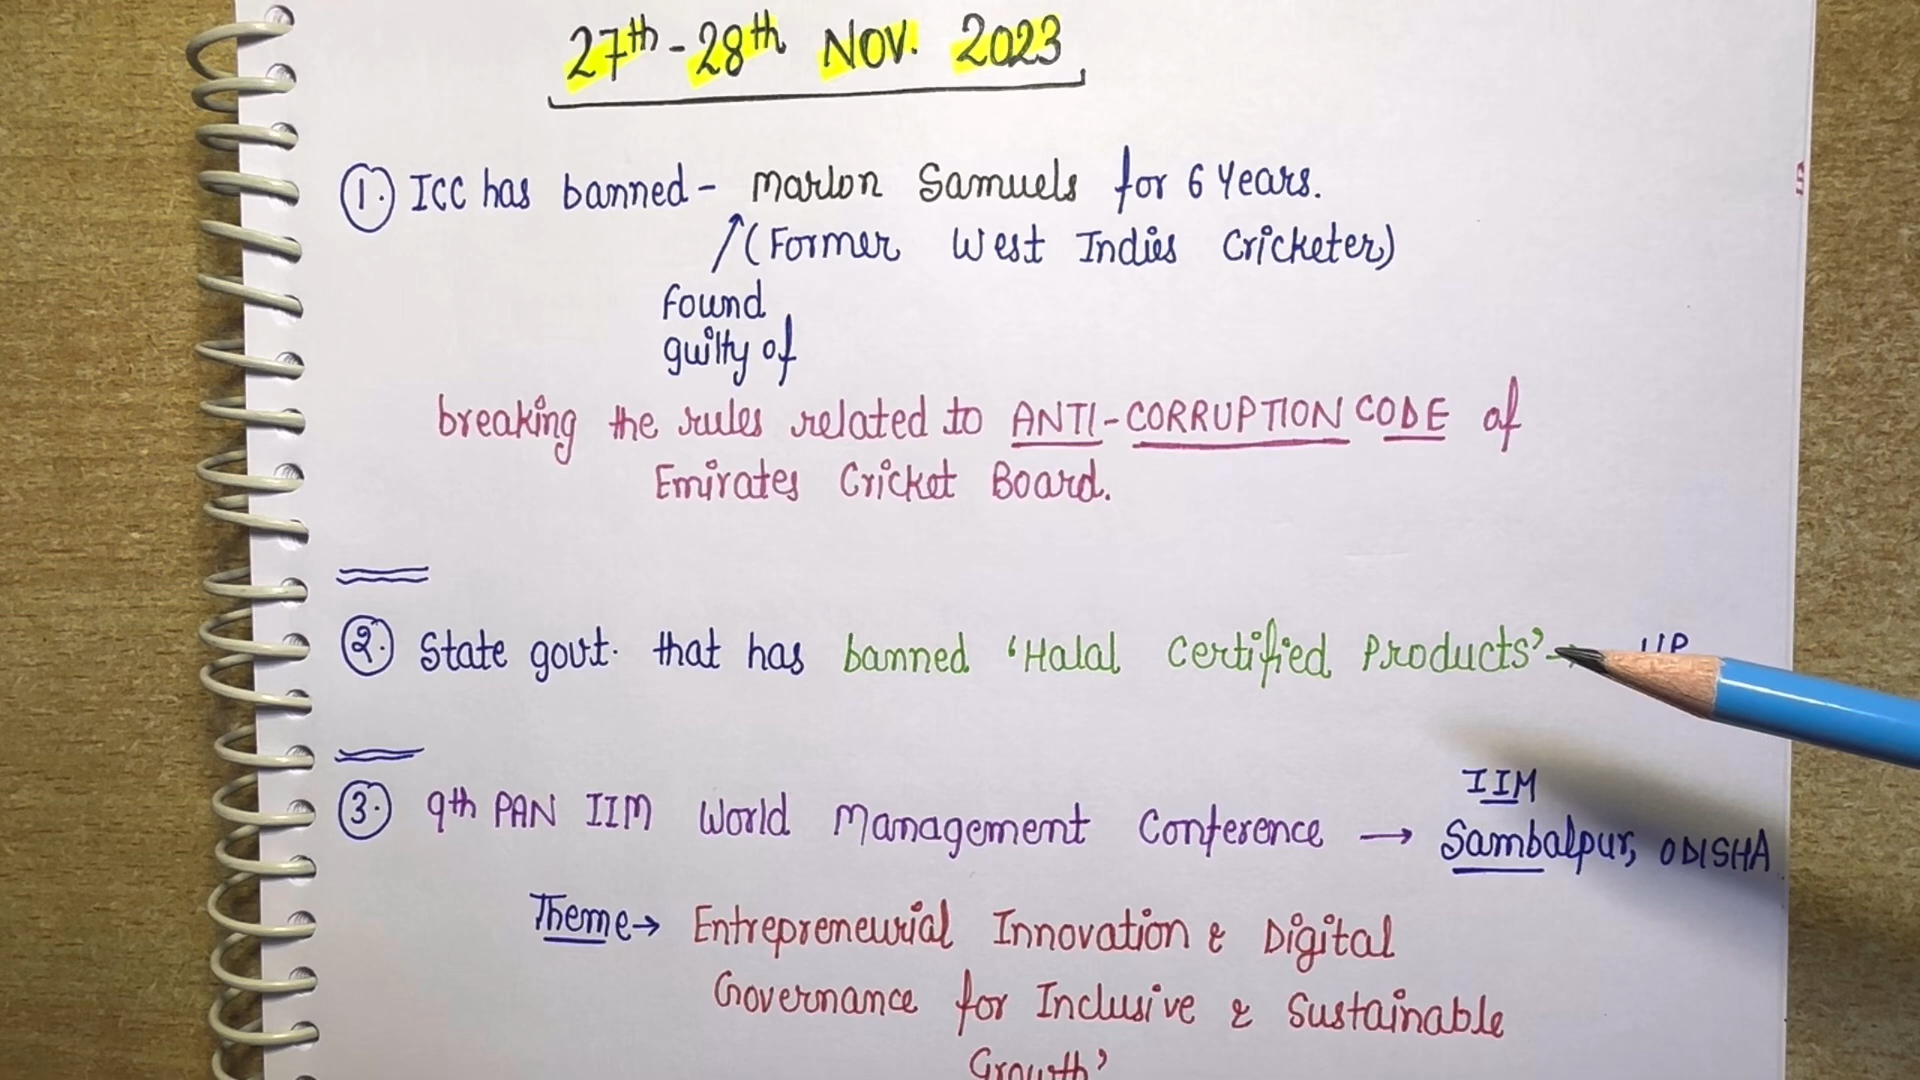 27th-28th NOV. 2023
1. ICC has banned- Marlon Samuels for 6 Years.
(Former West Indies Cricketer)
Found
guilty of
breaking the rules related to ANTI-CORRUPTION CODE of
Emirates Cricket Board.
2. State govt. that has banned 'Halal Certified Products'→ UP
3. 9th PAN IIM World Management Conference → IIM
Sambalpur, ODISHA
Theme→ Entrepreneurial Innovation & Digital
Governance for Inclusive & Sustainable
Growth'